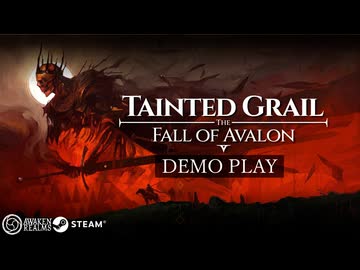 TAINTED GRAIL
THE
FALL OF AVALON
DEMO PLAY
AWAKEN
REALMS
STEAM®